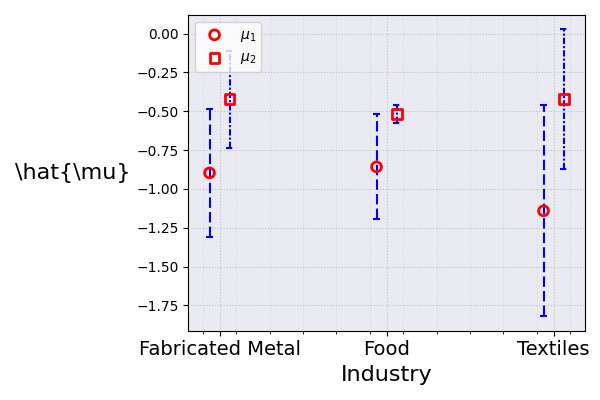 μ₁
μ₂
0.00
−0.25
−0.50
−0.75
−1.00
−1.25
−1.50
−1.75
\hat{\mu}
Fabricated Metal Food Textiles
Industry